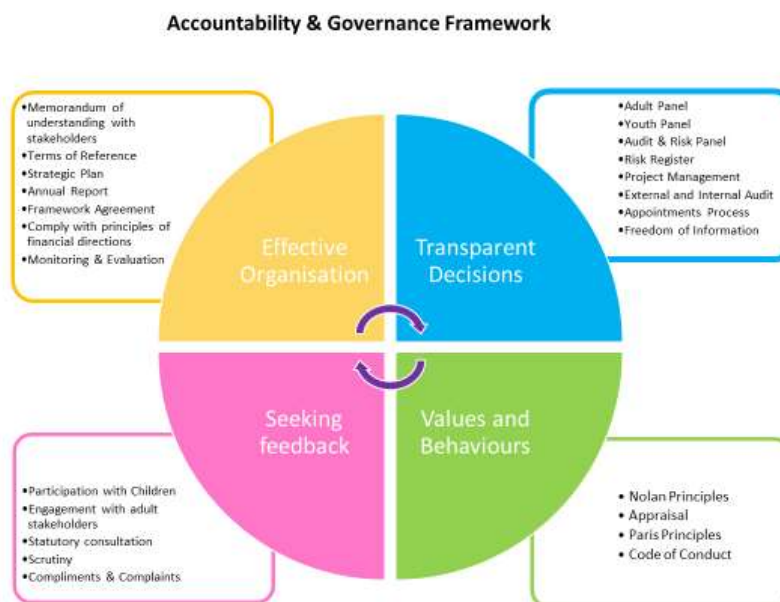 Accountability & Governance Framework
•Memorandum of
understanding with
stakeholders
•Terms of Reference
•Strategic Plan
•Annual Report
•Framework Agreement
•Comply with principles of
financial directions
•Monitoring & Evaluation
•Adult Panel
•Youth Panel
•Audit & Risk Panel
•Risk Register
•Project Management
•External and Internal Audit
•Appointments Process
•Freedom of Information
Effective
Organisation
Transparent
Decisions
Seeking
feedback
Values and
Behaviours
•Participation with Children
•Engagement with adult
stakeholders
•Statutory consultation
•Scrutiny
•Compliments & Complaints
• Nolan Principles
• Appraisal
• Paris Principles
• Code of Conduct